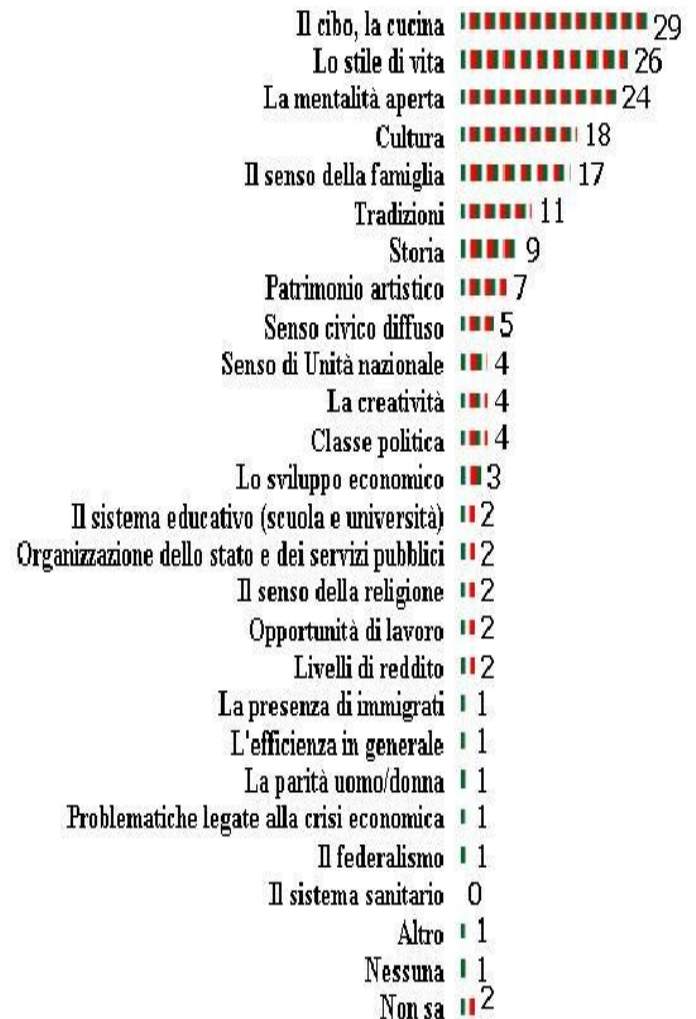 Il cibo, la cucina 29
Lo stile di vita 26
La mentalità aperta 24
Cultura 18
Il senso della famiglia 17
Tradizioni 11
Storia 9
Patrimonio artistico 7
Senso civico diffuso 5
Senso di Unità nazionale 4
La creatività 4
Classe politica 4
Lo sviluppo economico 3
Il sistema educativo (scuola e università) 2
Organizzazione dello stato e dei servizi pubblici 2
Il senso della religione 2
Opportunità di lavoro 2
Livelli di reddito 2
La presenza di immigrati 1
L'efficienza in generale 1
La parità uomo/donna 1
Problematiche legate alla crisi economica 1
Il federalismo 1
Il sistema sanitario 0
Altro 1
Nessuna 1
Non sa 2